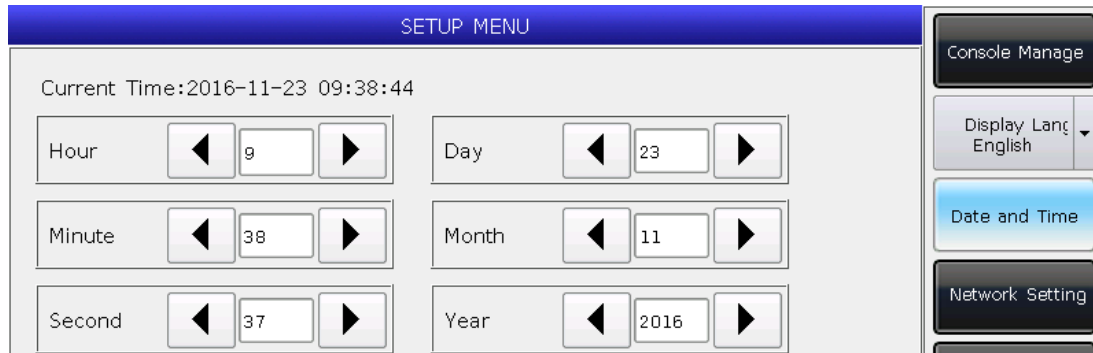 SETUP MENU
Current Time:2016-11-23 09:38:44
Hour 9
Day 23
Minute 38
Month 11
Second 37
Year 2016
Console Manage
Display Lang
English
Date and Time
Network Setting